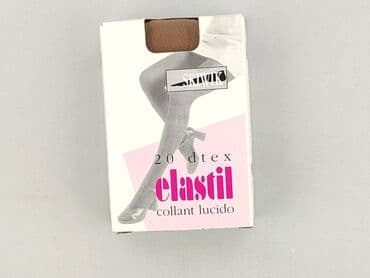 20 dtex
elastil
collant lucido